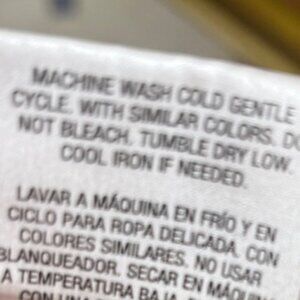 MACHINE WASH COLD GENTLE
CYCLE. WITH SIMILAR COLORS. DO
NOT BLEACH. TUMBLE DRY LOW.
COOL IRON IF NEEDED.
LAVAR A MÁQUINA EN FRÍO Y EN
CICLO PARA ROPA DELICADA. CON
COLORES SIMILARES. NO USAR
BLANQUEADOR. SECAR EN MÁQUINA
A TEMPERATURA BAJA.
CON UNA